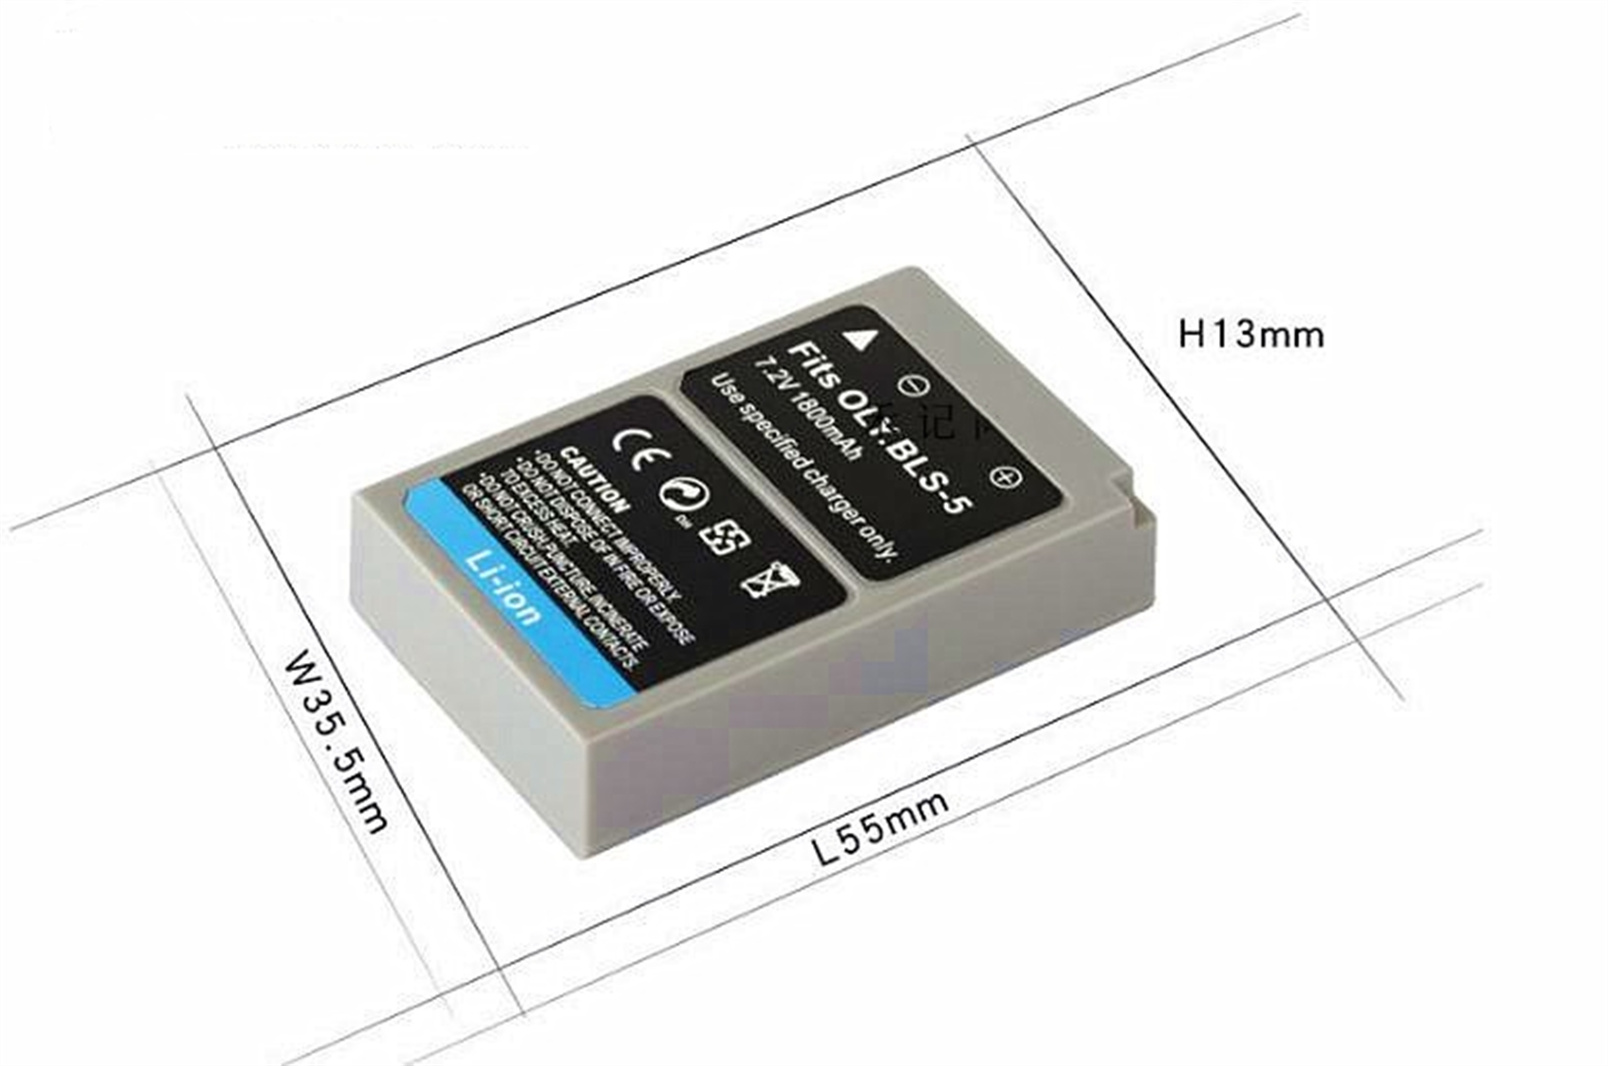 H13mm
Fits OLY.BLS-5
7.2V 1800mAh
Use specified charger only.
记
CE
CAUTION
•DO NOT CONNECT IMPROPERLY.
•DO NOT DISPOSE OF IN FIRE OR EXPOSE
TO EXCESS HEAT.
•DO NOT CRUSH,PUNCTURE, INCINERATE
OR SHORT CIRCUIT EXTERNAL CONTACTS.
Li-ion
W35.5mm
L55mm